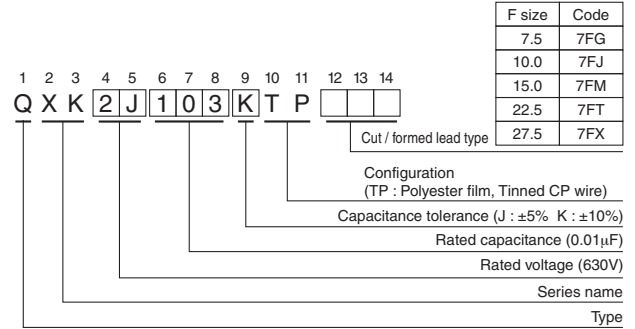 F size Code
7.5 7FG
10.0 7FJ
15.0 7FM
22.5 7FT
27.5 7FX
1 2 3 4 5 6 7 8 9 10 11 12 13 14
Q X K 2 J 1 0 3 K T P
Cut / formed lead type
Configuration
(TP : Polyester film, Tinned CP wire)
Capacitance tolerance (J : ±5% K : ±10%)
Rated capacitance (0.01µF)
Rated voltage (630V)
Series name
Type